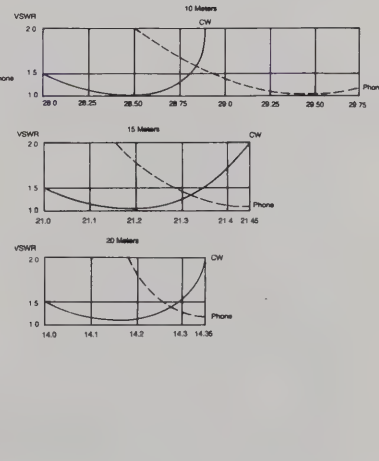 10 Meters
VSWR
CW
2 0
1 5
1 0
Phone
28 0 28.25 28.50 28.75 29 0 29.25 29 50 29 75
15 Meters
VSWR
CW
2 0
1 5
1 0
Phone
21.0 21.1 21.2 21.3 21 4 21 45
20 Meters
VSWR
CW
2 0
1 5
1 0
Phone
14.0 14.1 14.2 14.3 14.35